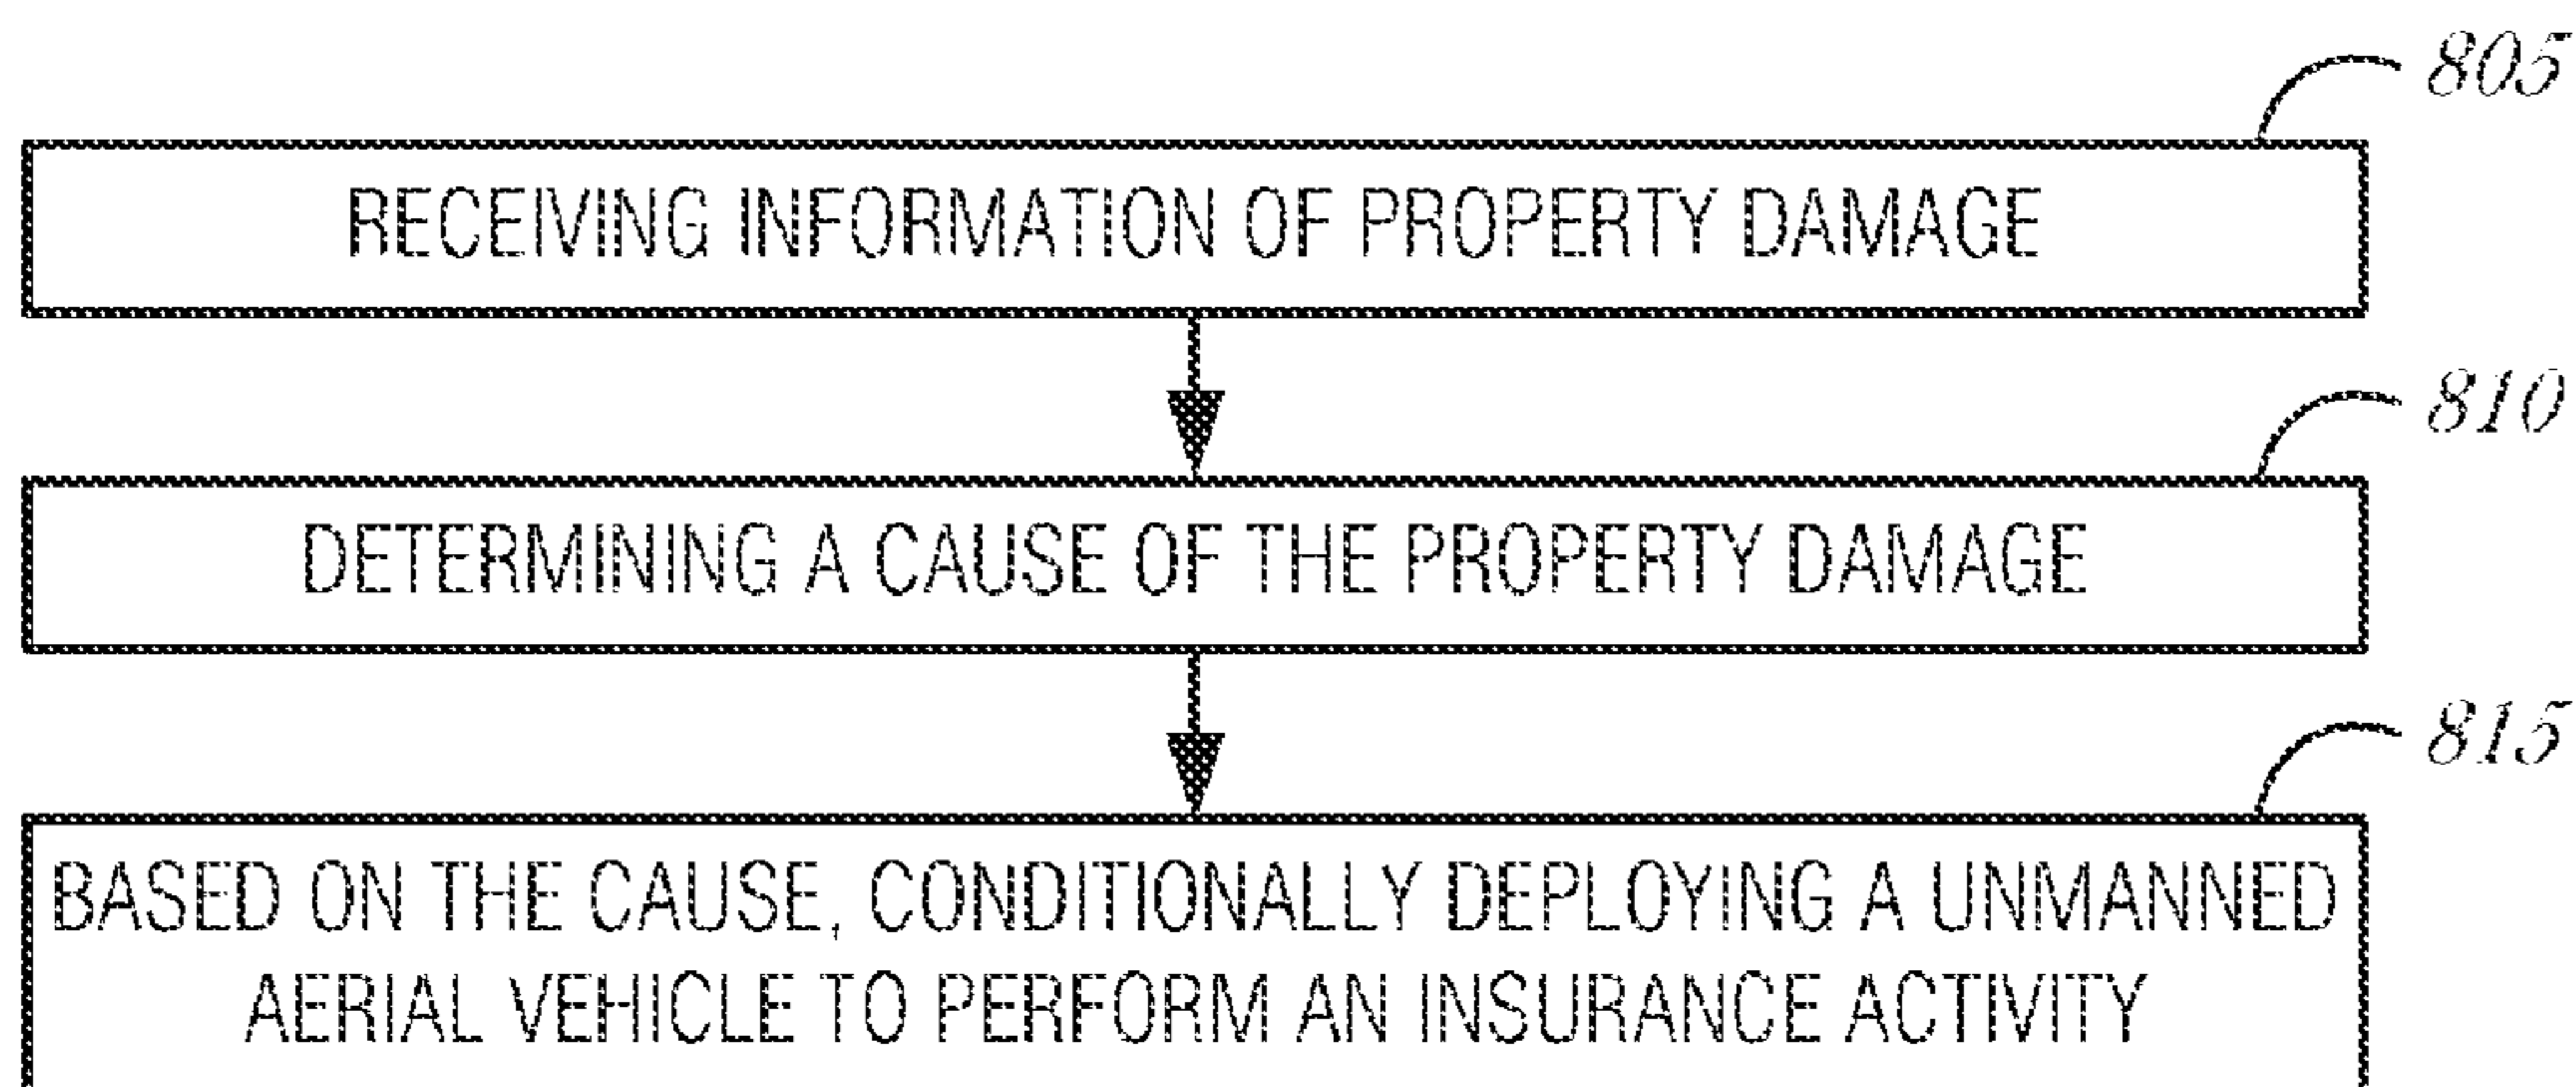 805
RECEIVING INFORMATION OF PROPERTY DAMAGE
810
DETERMINING A CAUSE OF THE PROPERTY DAMAGE
815
BASED ON THE CAUSE, CONDITIONALLY DEPLOYING A UNMANNED
AERIAL VEHICLE TO PERFORM AN INSURANCE ACTIVITY